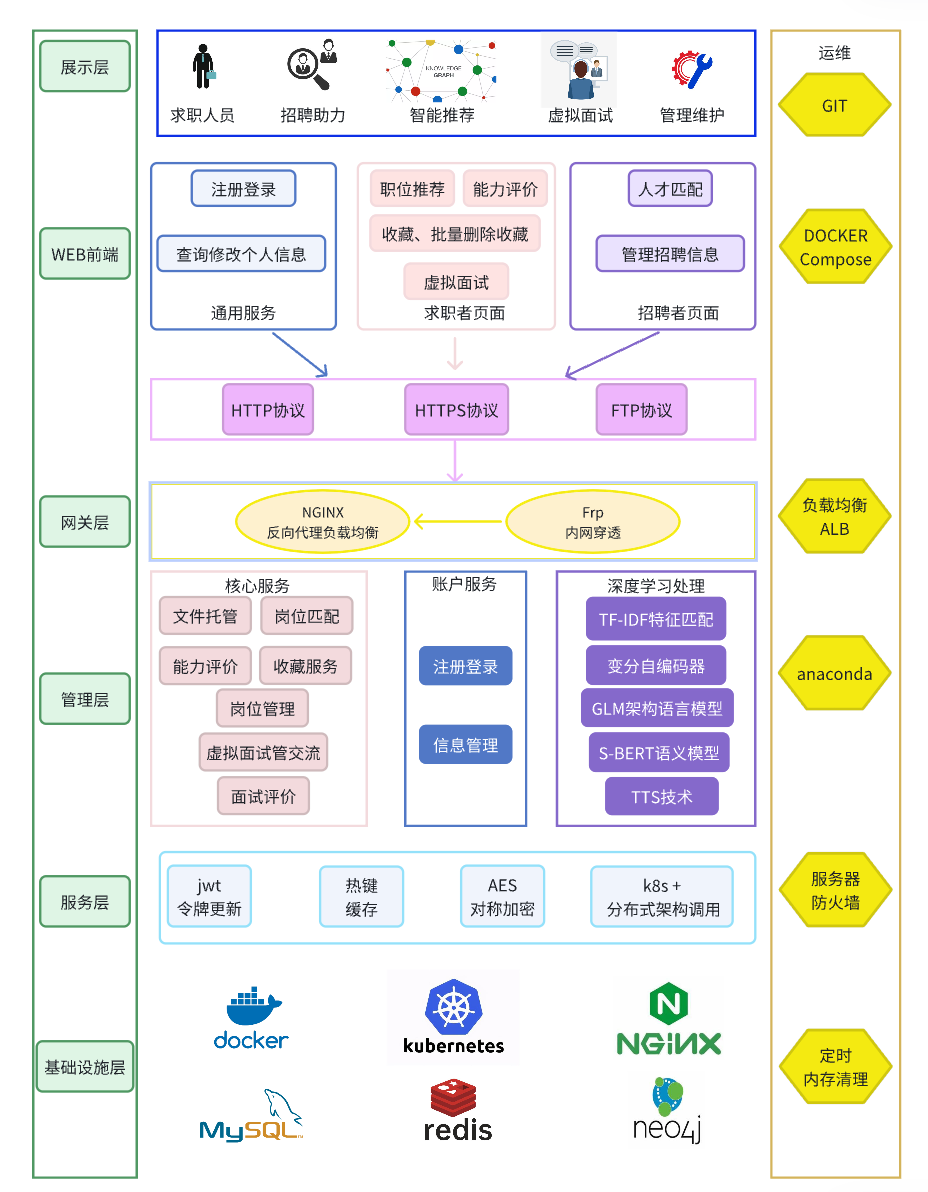 展示层
KNOWLEDGE
GRAPH
求职人员
招聘助力
智能推荐
虚拟面试
管理维护
运维
GIT
WEB前端
注册登录
查询修改个人信息
通用服务
职位推荐
能力评价
收藏、批量删除收藏
虚拟面试
求职者页面
人才匹配
管理招聘信息
招聘者页面
DOCKER
Compose
HTTP协议
HTTPS协议
FTP协议
网关层
NGINX
反向代理负载均衡
Frp
内网穿透
负载均衡
ALB
管理层
核心服务
文件托管
岗位匹配
能力评价
收藏服务
岗位管理
虚拟面试管交流
面试评价
账户服务
注册登录
信息管理
深度学习处理
TF-IDF特征匹配
变分自编码器
GLM架构语言模型
S-BERT语义模型
TTS技术
anaconda
服务层
jwt
令牌更新
热键
缓存
AES
对称加密
k8s +
分布式架构调用
服务器
防火墙
基础设施层
docker
kubernetes
NGINX
MySQL
redis
neo4j
定时
内存清理